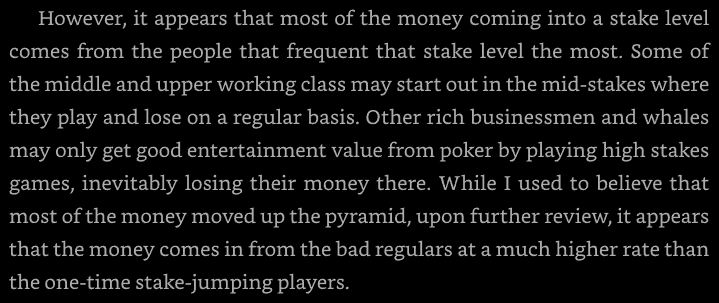 However, it appears that most of the money coming into a stake level
comes from the people that frequent that stake level the most. Some of
the middle and upper working class may start out in the mid-stakes where
they play and lose on a regular basis. Other rich businessmen and whales
may only get good entertainment value from poker by playing high stakes
games, inevitably losing their money there. While I used to believe that
most of the money moved up the pyramid, upon further review, it appears
that the money comes in from the bad regulars at a much higher rate than
the one-time stake-jumping players.